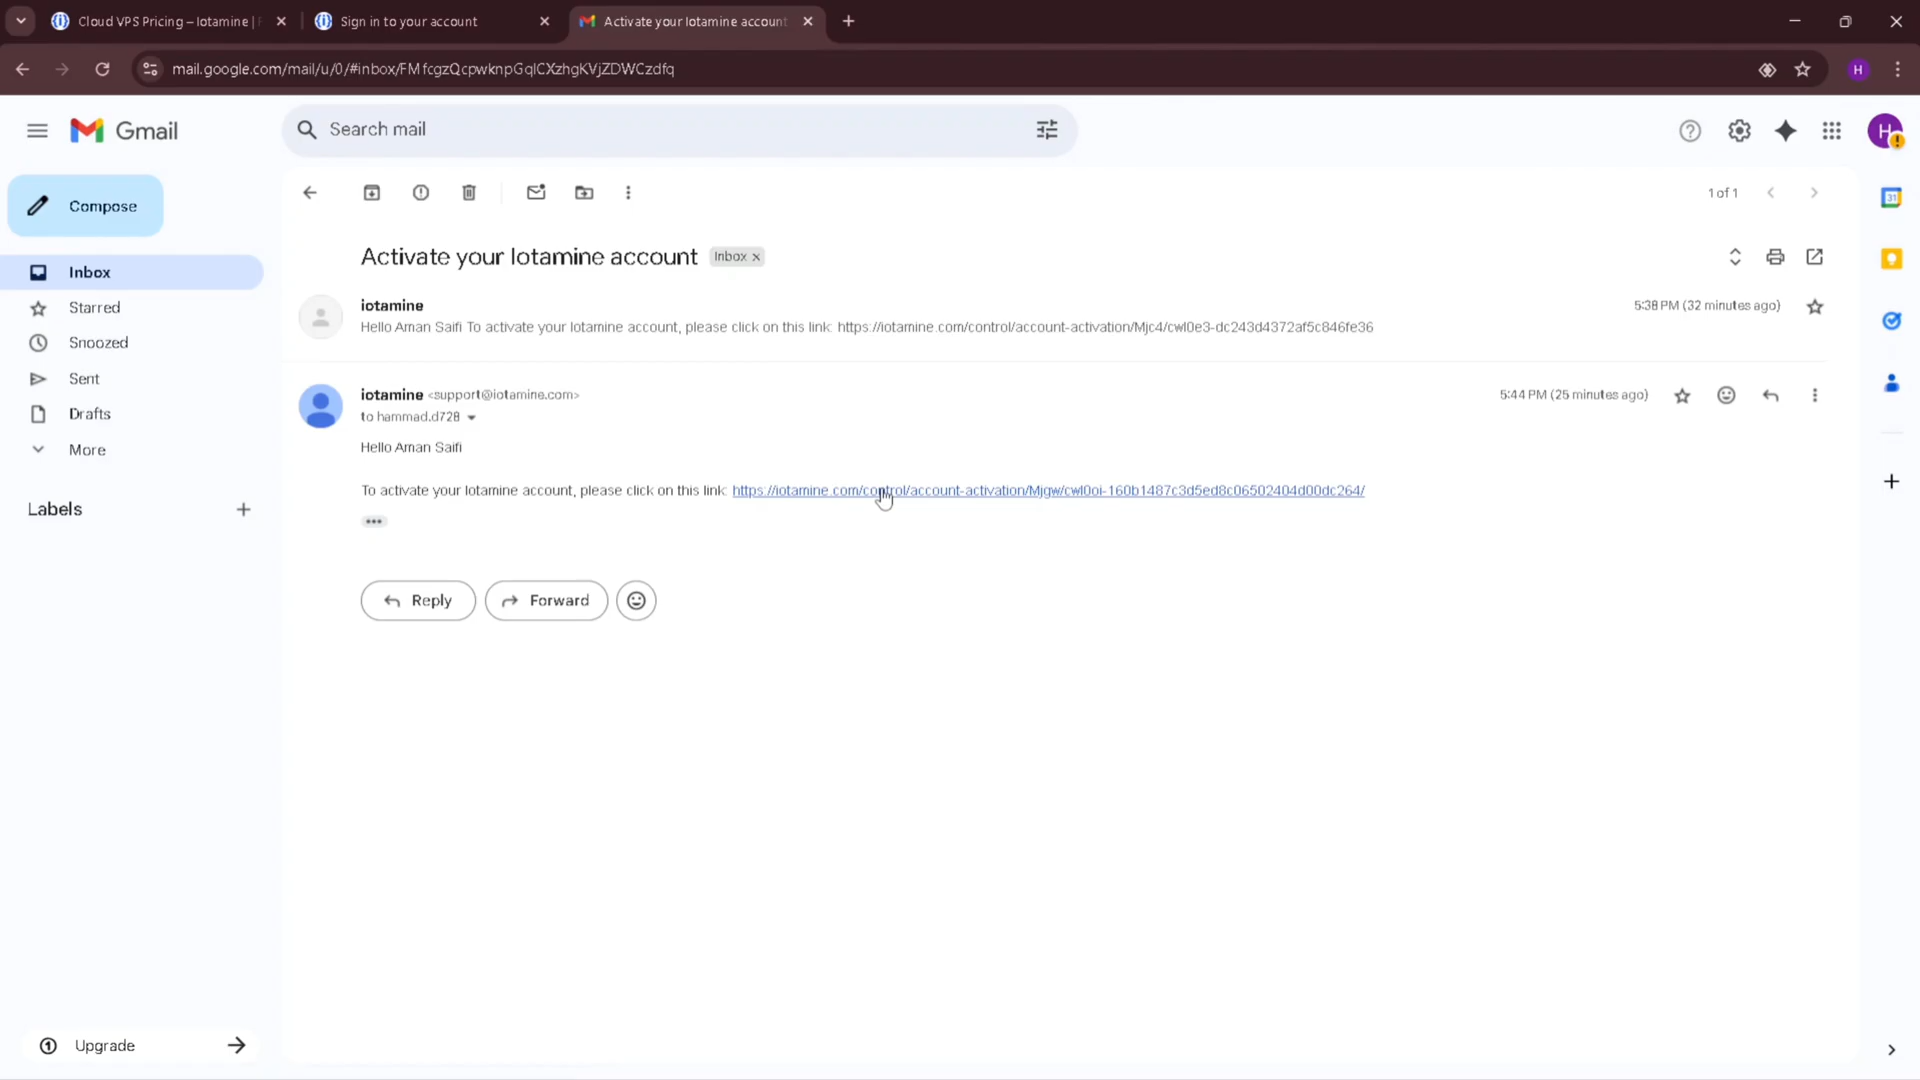 Cloud VPS Pricing – Iotamine |
Sign in to your account
Activate your Iotamine account
mail.google.com/mail/u/0/#inbox/FMfcgzQcpwknpGqlCXzhgKVjZDWCzdfq
H
Gmail
Search mail
H
Compose
1 of 1
31
Activate your Iotamine account
Inbox ×
Inbox
Starred
Snoozed
Sent
Drafts
More
Labels
iotamine
5:38 PM (32 minutes ago)
Hello Aman Saifi To activate your Iotamine account, please click on this link: https://iotamine.com/control/account-activation/Mjc4/cwl0e3-dc243d4372af5c846fe36
iotamine <support@iotamine.com>
5:44 PM (25 minutes ago)
to hammad.d728
Hello Aman Saifi
To activate your Iotamine account, please click on this link: https://iotamine.com/control/account-activation/Mjgw/cwl0oi-160b1487c3d5ed8c06502404d00dc264/
Reply
Forward
Upgrade